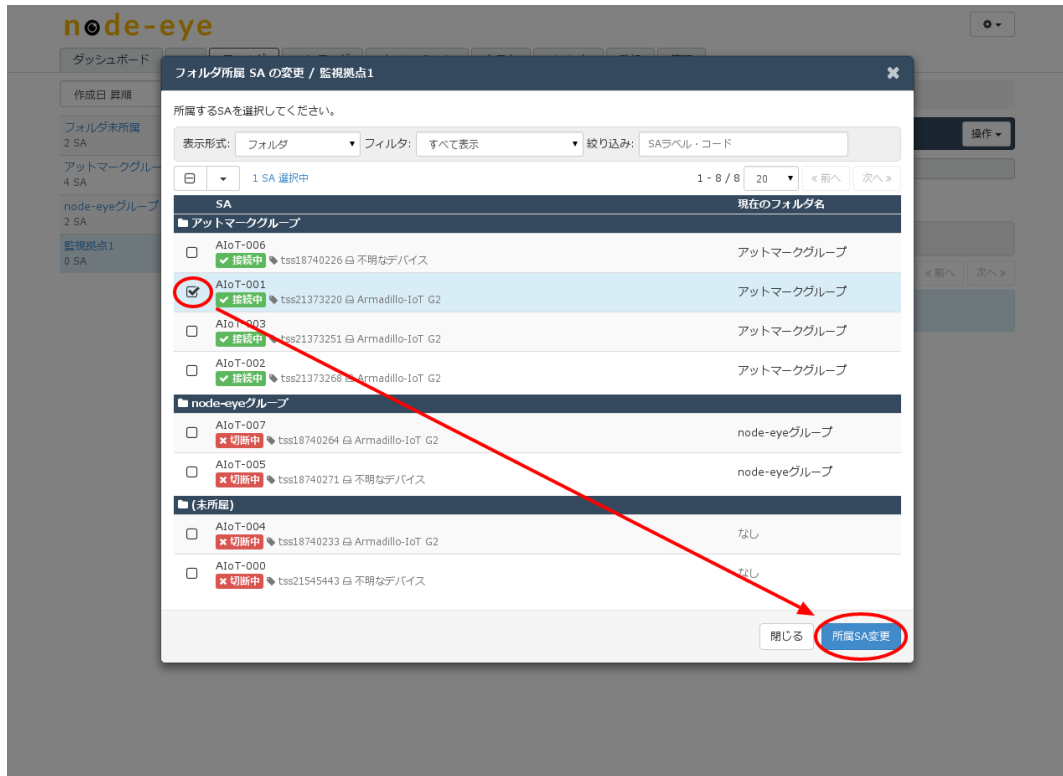 node-eye
ダッシュボード
フォルダ所属 SA の変更 / 監視拠点1
作成日 昇順
所属するSAを選択してください。
フォルダ未所属
2 SA
表示形式: フォルダ フィルタ: すべて表示 絞り込み: SAラベル・コード
操作
アットマークグルー
4 SA
1 SA 選択中 1 - 8 / 8 20 «前へ 次へ»
node-eyeグループ
2 SA
SA 現在のフォルダ名
アットマークグループ
監視拠点1
0 SA
AIoT-006 アットマークグループ
接続中 tss18740226 不明なデバイス
«前へ 次へ»
AIoT-001 アットマークグループ
接続中 tss21373220 Armadillo-IoT G2
AIoT-003 アットマークグループ
接続中 tss21373251 Armadillo-IoT G2
AIoT-002 アットマークグループ
接続中 tss21373268 Armadillo-IoT G2
node-eyeグループ
AIoT-007 node-eyeグループ
切断中 tss18740264 Armadillo-IoT G2
AIoT-005 node-eyeグループ
切断中 tss18740271 不明なデバイス
(未所属)
AIoT-004 なし
切断中 tss18740233 Armadillo-IoT G2
AIoT-000 なし
切断中 tss21545443 不明なデバイス
閉じる 所属SA変更